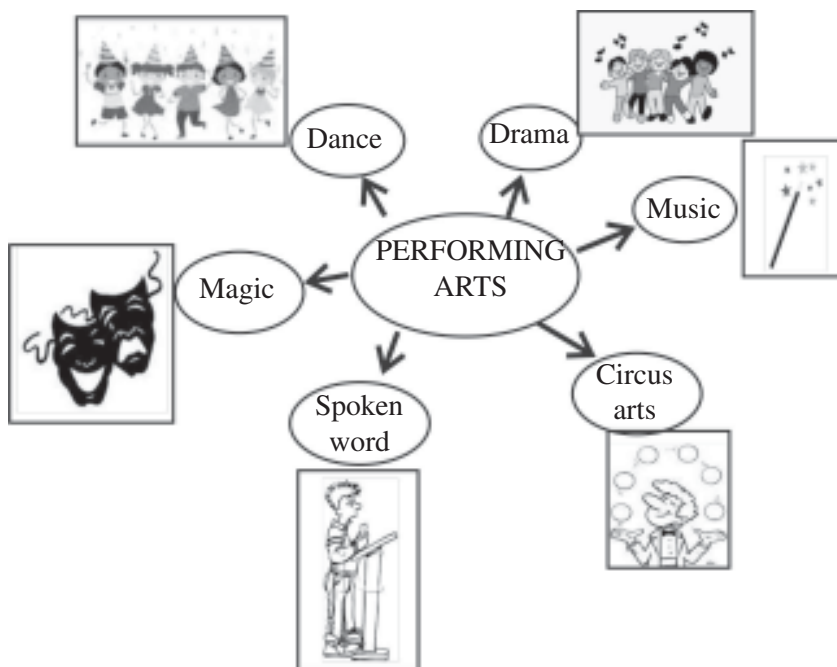 Dance
Drama
Music
PERFORMING
ARTS
Magic
Circus
arts
Spoken
word